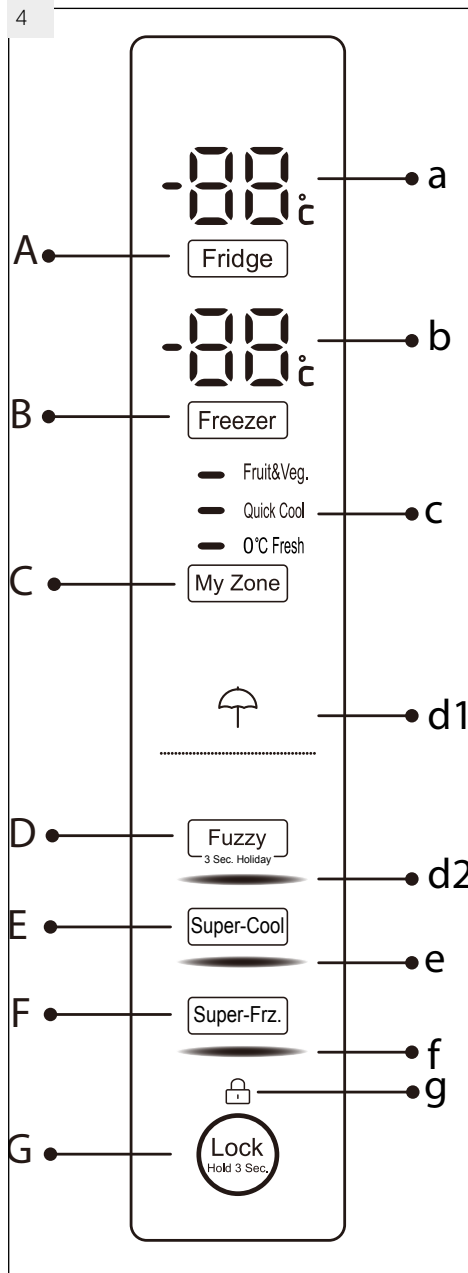 4
-88°c
a
A
Fridge
-88°c
b
B
Freezer
Fruit&Veg.
Quick Cool
c
0°C Fresh
C
My Zone
d1
D
Fuzzy
3 Sec. Holiday
d2
E
Super-Cool
e
F
Super-Frz.
f
g
G
Lock
Hold 3 Sec.